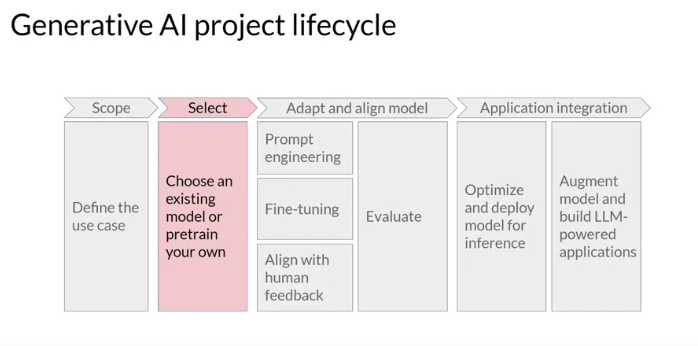 Generative AI project lifecycle
Scope
Select
Adapt and align model
Application integration
Define the
use case
Choose an
existing
model or
pretrain
your own
Prompt
engineering
Fine-tuning
Align with
human
feedback
Evaluate
Optimize
and deploy
model for
inference
Augment
model and
build LLM-
powered
applications